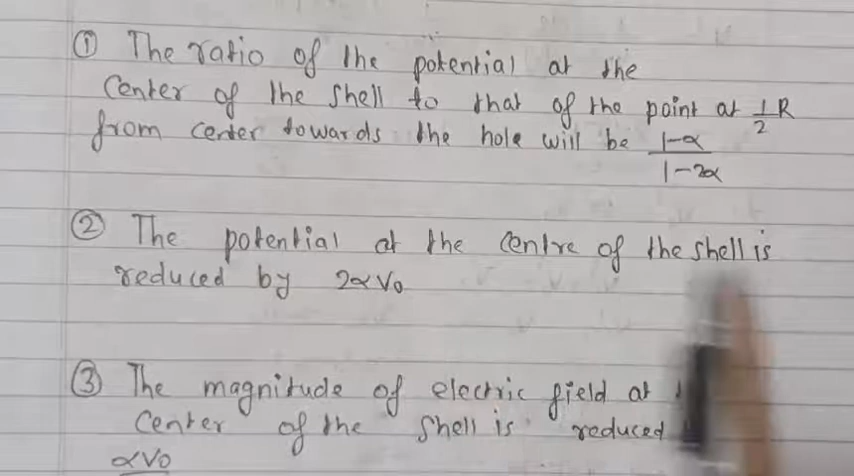 ① The ratio of the potential at the
Center of the shell to that of the point at 1/2 R
from center towards the hole will be 1-α/1-2α
② The potential at the centre of the shell is
reduced by 2αV₀
③ The magnitude of electric field at
Center of the shell is reduced
αV₀